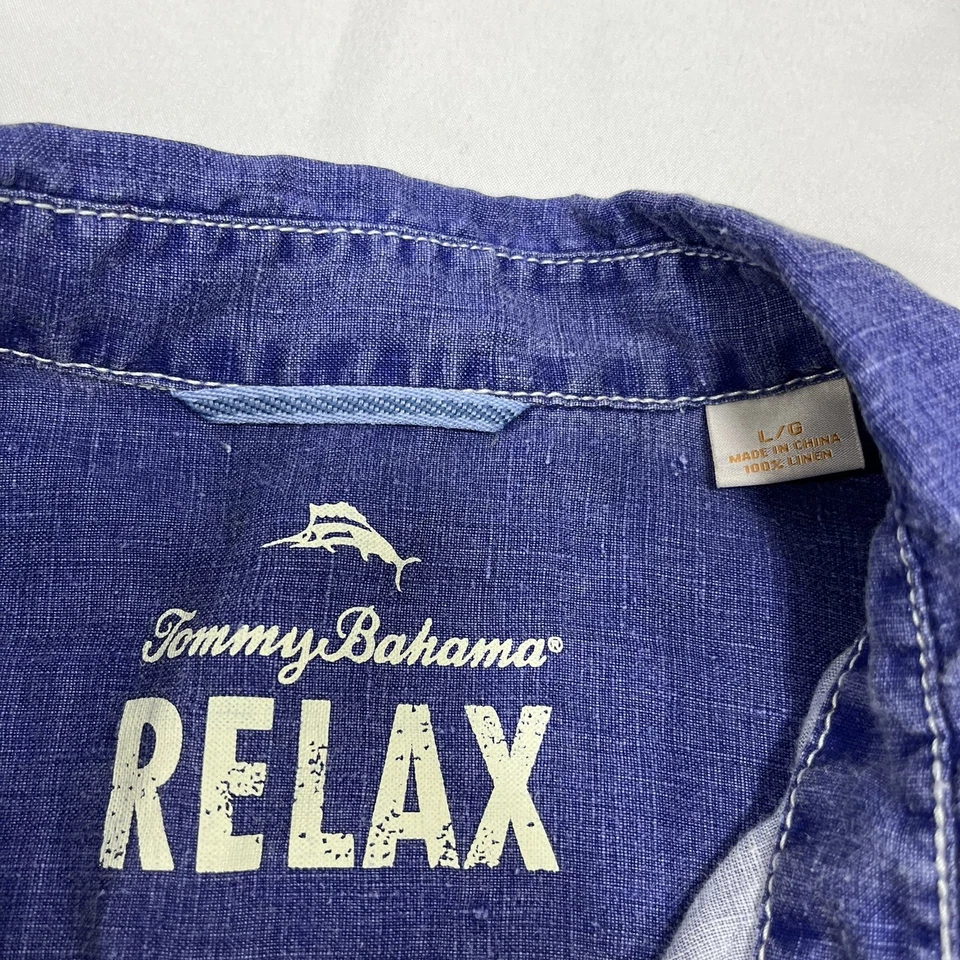 L/G
MADE IN CHINA
100% LINEN
Tommy Bahama®
RELAX